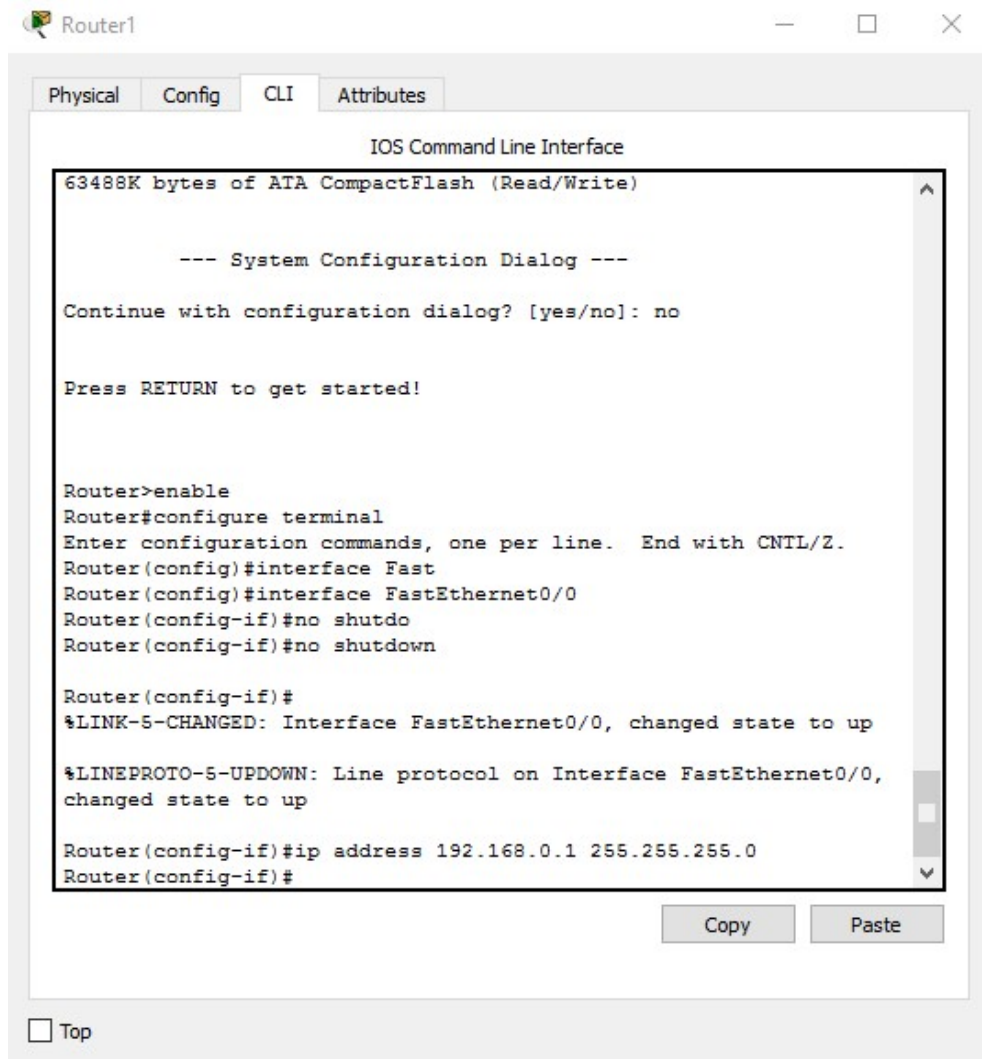 Router1
Physical Config CLI Attributes
IOS Command Line Interface
63488K bytes of ATA CompactFlash (Read/Write)
--- System Configuration Dialog ---
Continue with configuration dialog? [yes/no]: no
Press RETURN to get started!
Router>enable
Router#configure terminal
Enter configuration commands, one per line.  End with CNTL/Z.
Router(config)#interface Fast
Router(config)#interface FastEthernet0/0
Router(config-if)#no shutdo
Router(config-if)#no shutdown
Router(config-if)#
%LINK-5-CHANGED: Interface FastEthernet0/0, changed state to up
%LINEPROTO-5-UPDOWN: Line protocol on Interface FastEthernet0/0,
changed state to up
Router(config-if)#ip address 192.168.0.1 255.255.255.0
Router(config-if)#
Copy Paste
Top